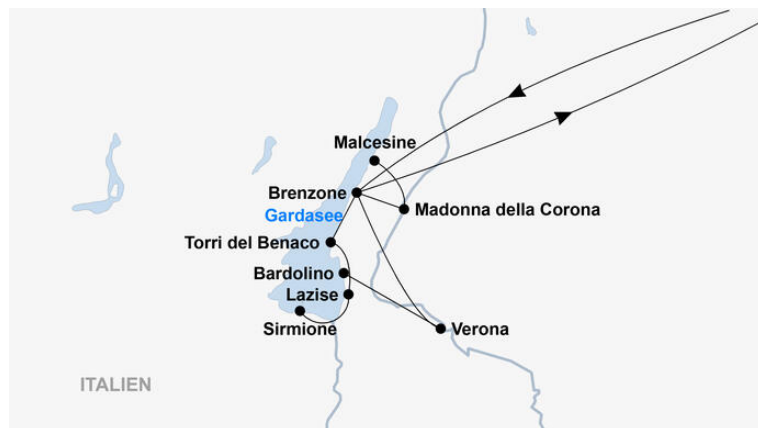 Malcesine
Brenzone
Gardasee
Madonna della Corona
Torri del Benaco
Bardolino
Lazise
Sirmione
Verona
ITALIEN